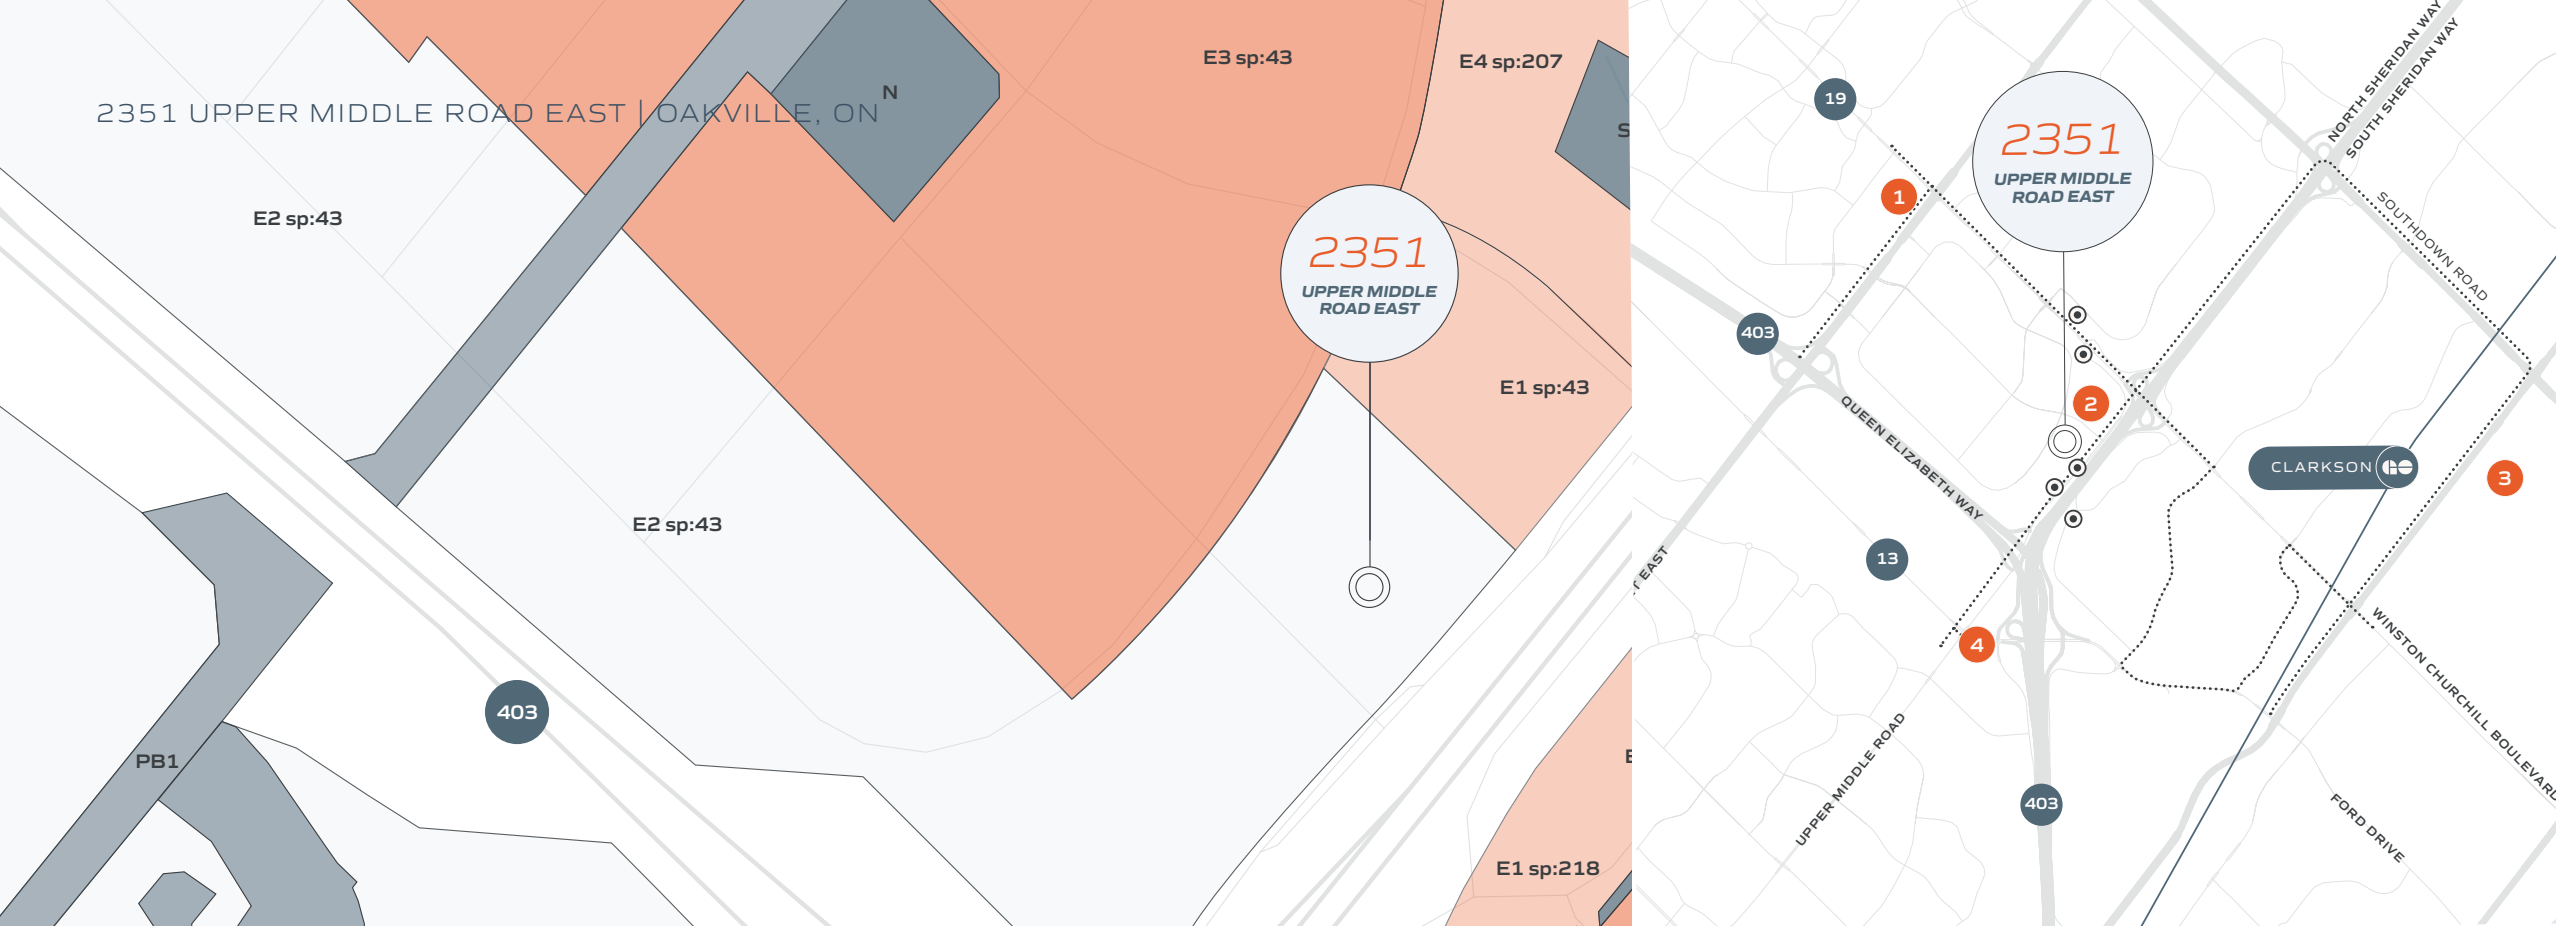 2351 UPPER MIDDLE ROAD EAST | OAKVILLE, ON
N
E3 sp:43
E4 sp:207
E2 sp:43
2351
UPPER MIDDLE
ROAD EAST
E1 sp:43
E2 sp:43
403
PB1
E1 sp:218
19
1
2351
UPPER MIDDLE
ROAD EAST
NORTH SHERIDAN WAY
SOUTH SHERIDAN WAY
SOUTHDOWN ROAD
403
QUEEN ELIZABETH WAY
2
CLARKSON GO
3
13
EAST
4
UPPER MIDDLE ROAD
WINSTON CHURCHILL BOULEVARD
403
FORD DRIVE